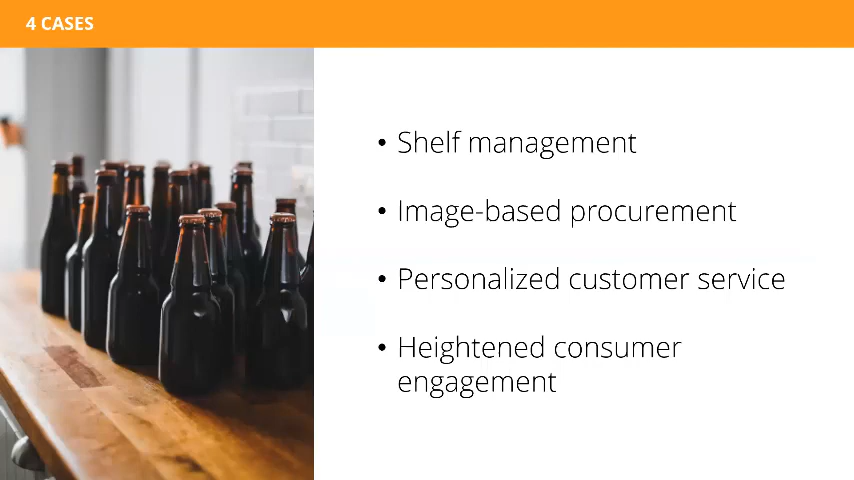 4 CASES
• Shelf management
• Image-based procurement
• Personalized customer service
• Heightened consumer
engagement